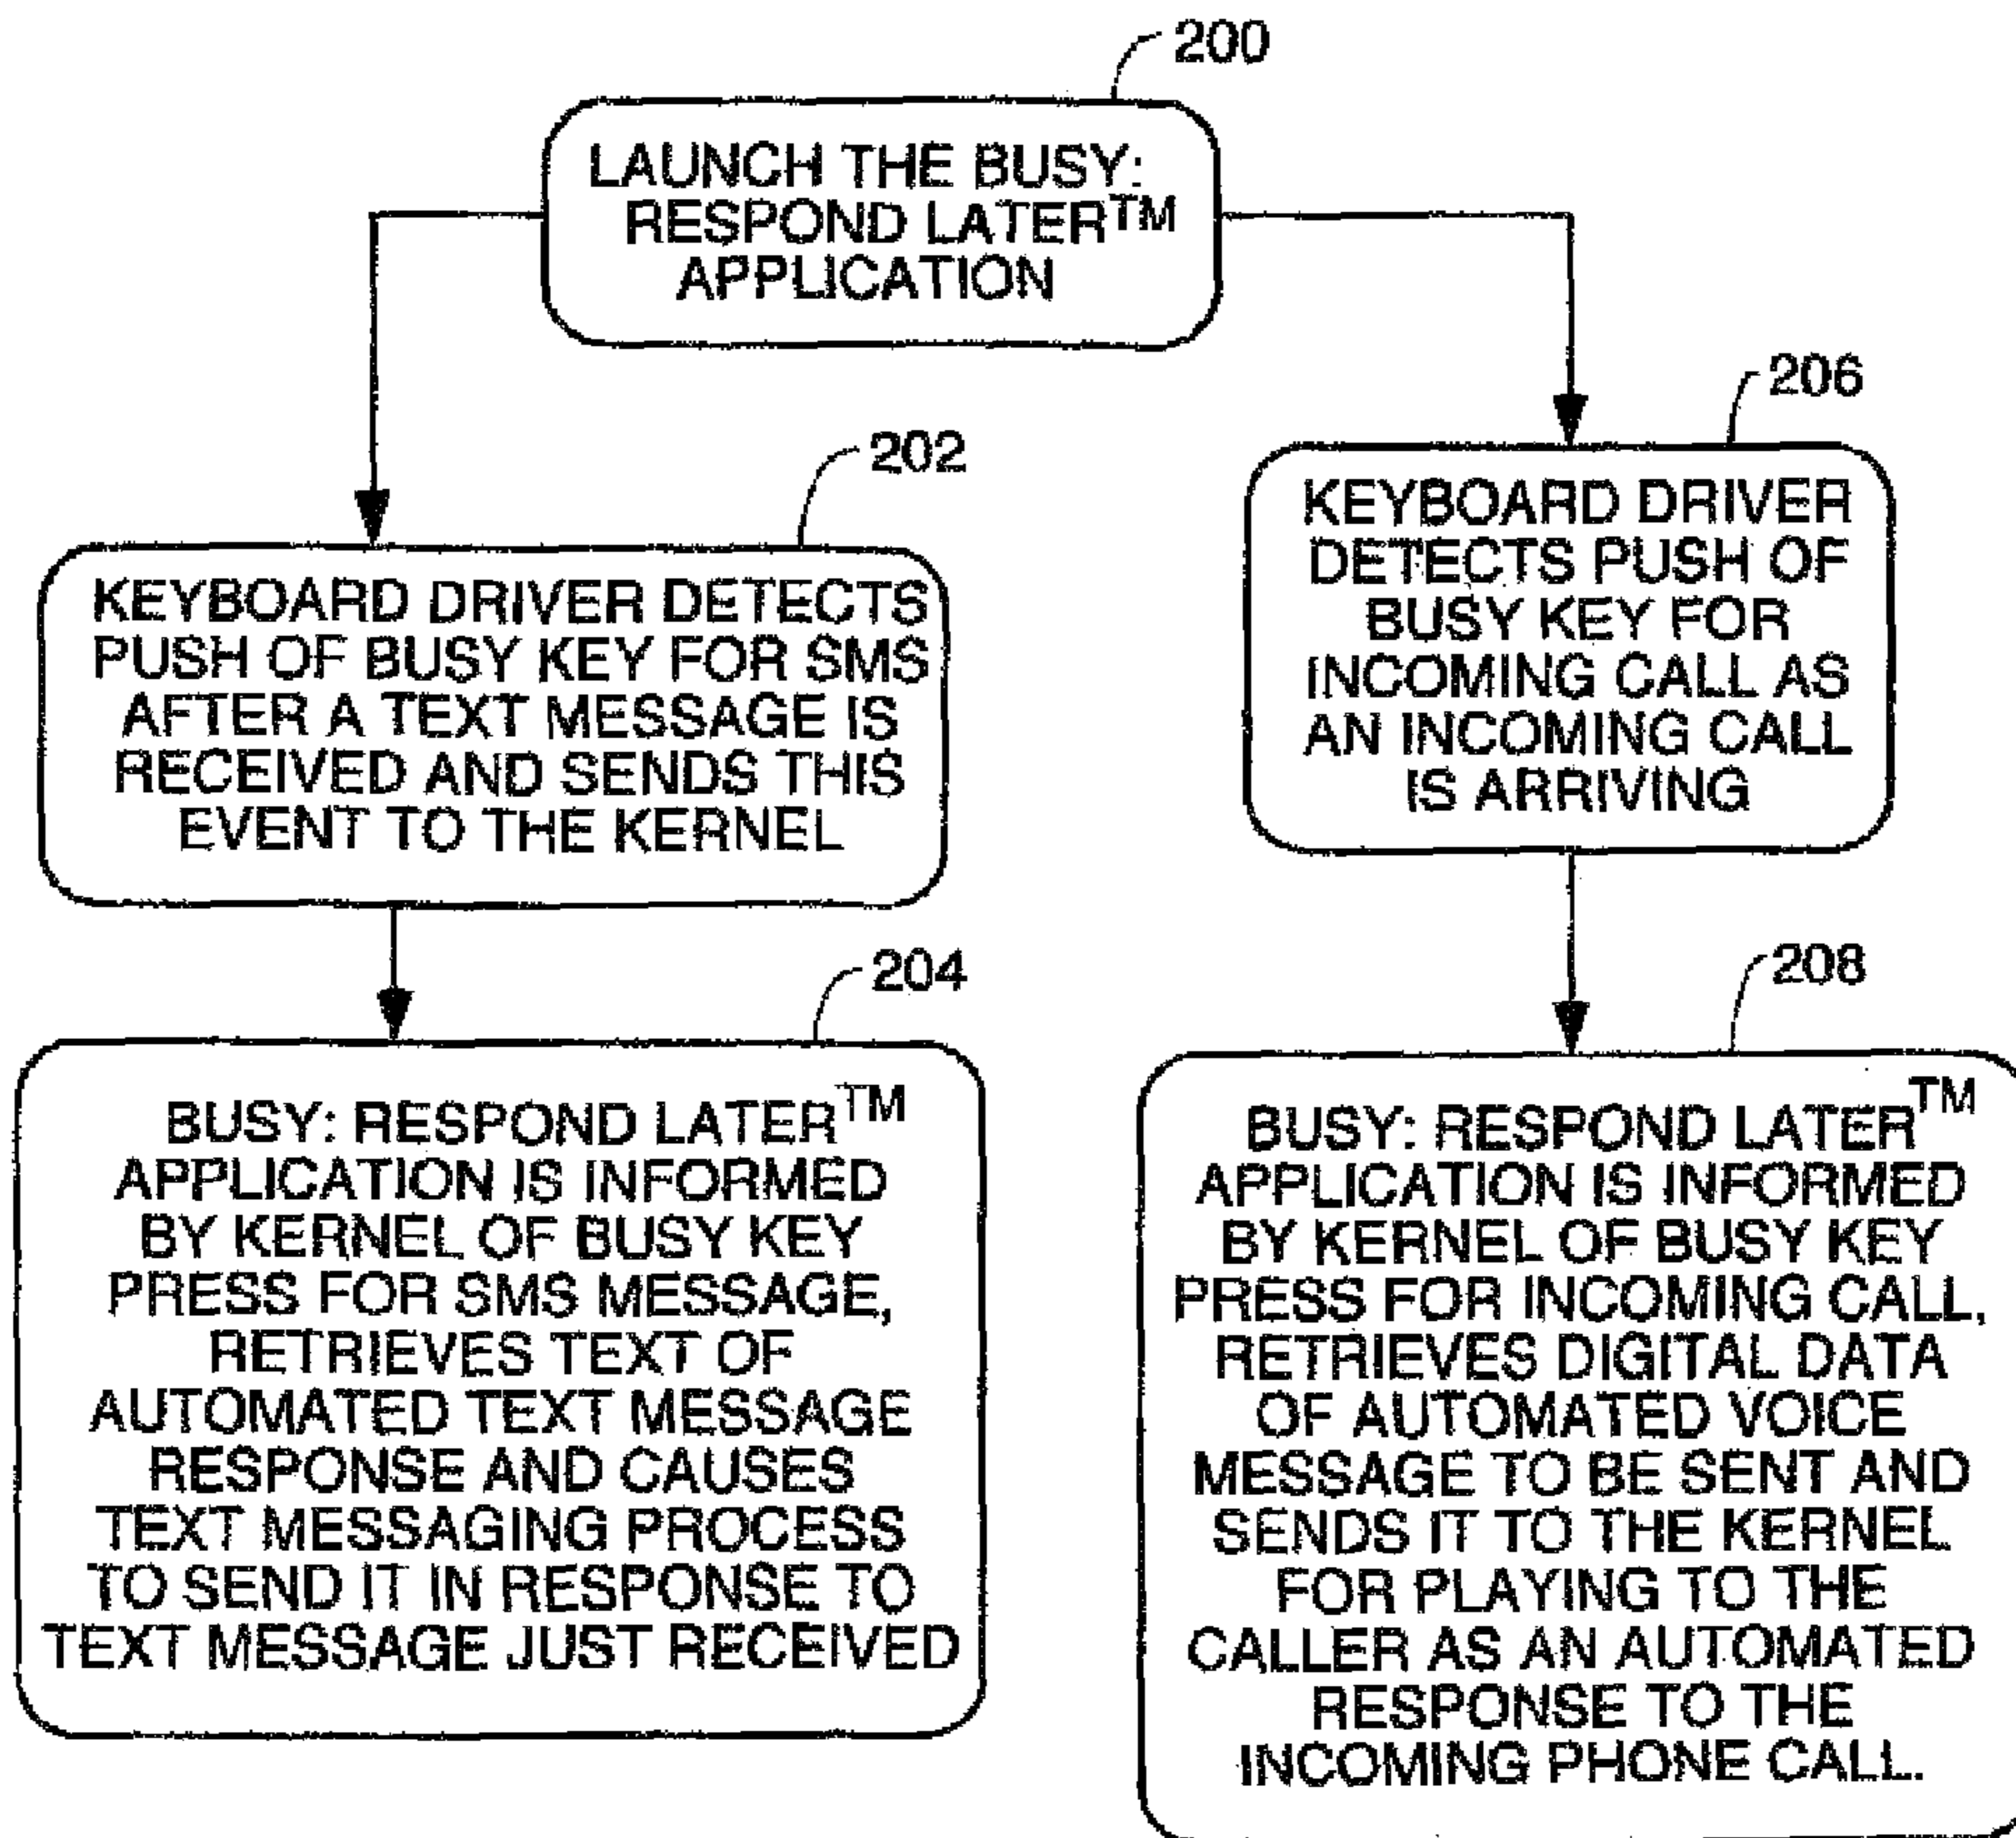 200
LAUNCH THE BUSY:
RESPOND LATER™
APPLICATION
202
KEYBOARD DRIVER DETECTS
PUSH OF BUSY KEY FOR SMS
AFTER A TEXT MESSAGE IS
RECEIVED AND SENDS THIS
EVENT TO THE KERNEL
204
BUSY: RESPOND LATER™
APPLICATION IS INFORMED
BY KERNEL OF BUSY KEY
PRESS FOR SMS MESSAGE,
RETRIEVES TEXT OF
AUTOMATED TEXT MESSAGE
RESPONSE AND CAUSES
TEXT MESSAGING PROCESS
TO SEND IT IN RESPONSE TO
TEXT MESSAGE JUST RECEIVED
206
KEYBOARD DRIVER
DETECTS PUSH OF
BUSY KEY FOR
INCOMING CALL AS
AN INCOMING CALL
IS ARRIVING
208
BUSY: RESPOND LATER™
APPLICATION IS INFORMED
BY KERNEL OF BUSY KEY
PRESS FOR INCOMING CALL,
RETRIEVES DIGITAL DATA
OF AUTOMATED VOICE
MESSAGE TO BE SENT AND
SENDS IT TO THE KERNEL
FOR PLAYING TO THE
CALLER AS AN AUTOMATED
RESPONSE TO THE
INCOMING PHONE CALL.